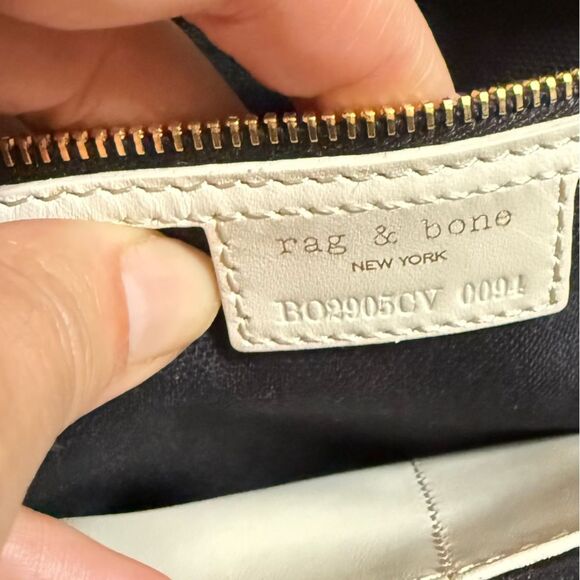 rag & bone
NEW YORK
BO2905CV 0094